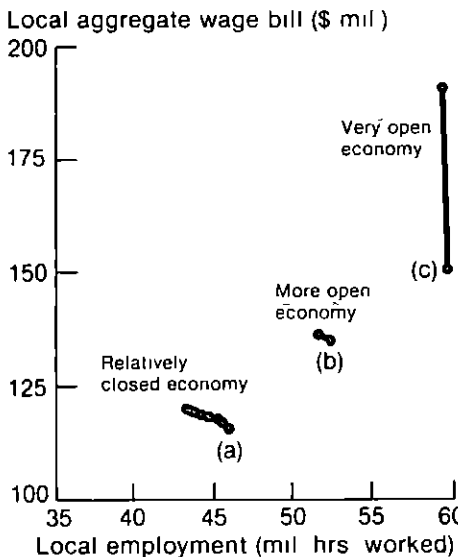 Local aggregate wage bill ($ mil)
200
Very open
economy
175
150
(c)
More open
economy
(b)
Relatively
closed economy
125
(a)
100
35 40 45 50 55 60
Local employment (mil hrs worked)